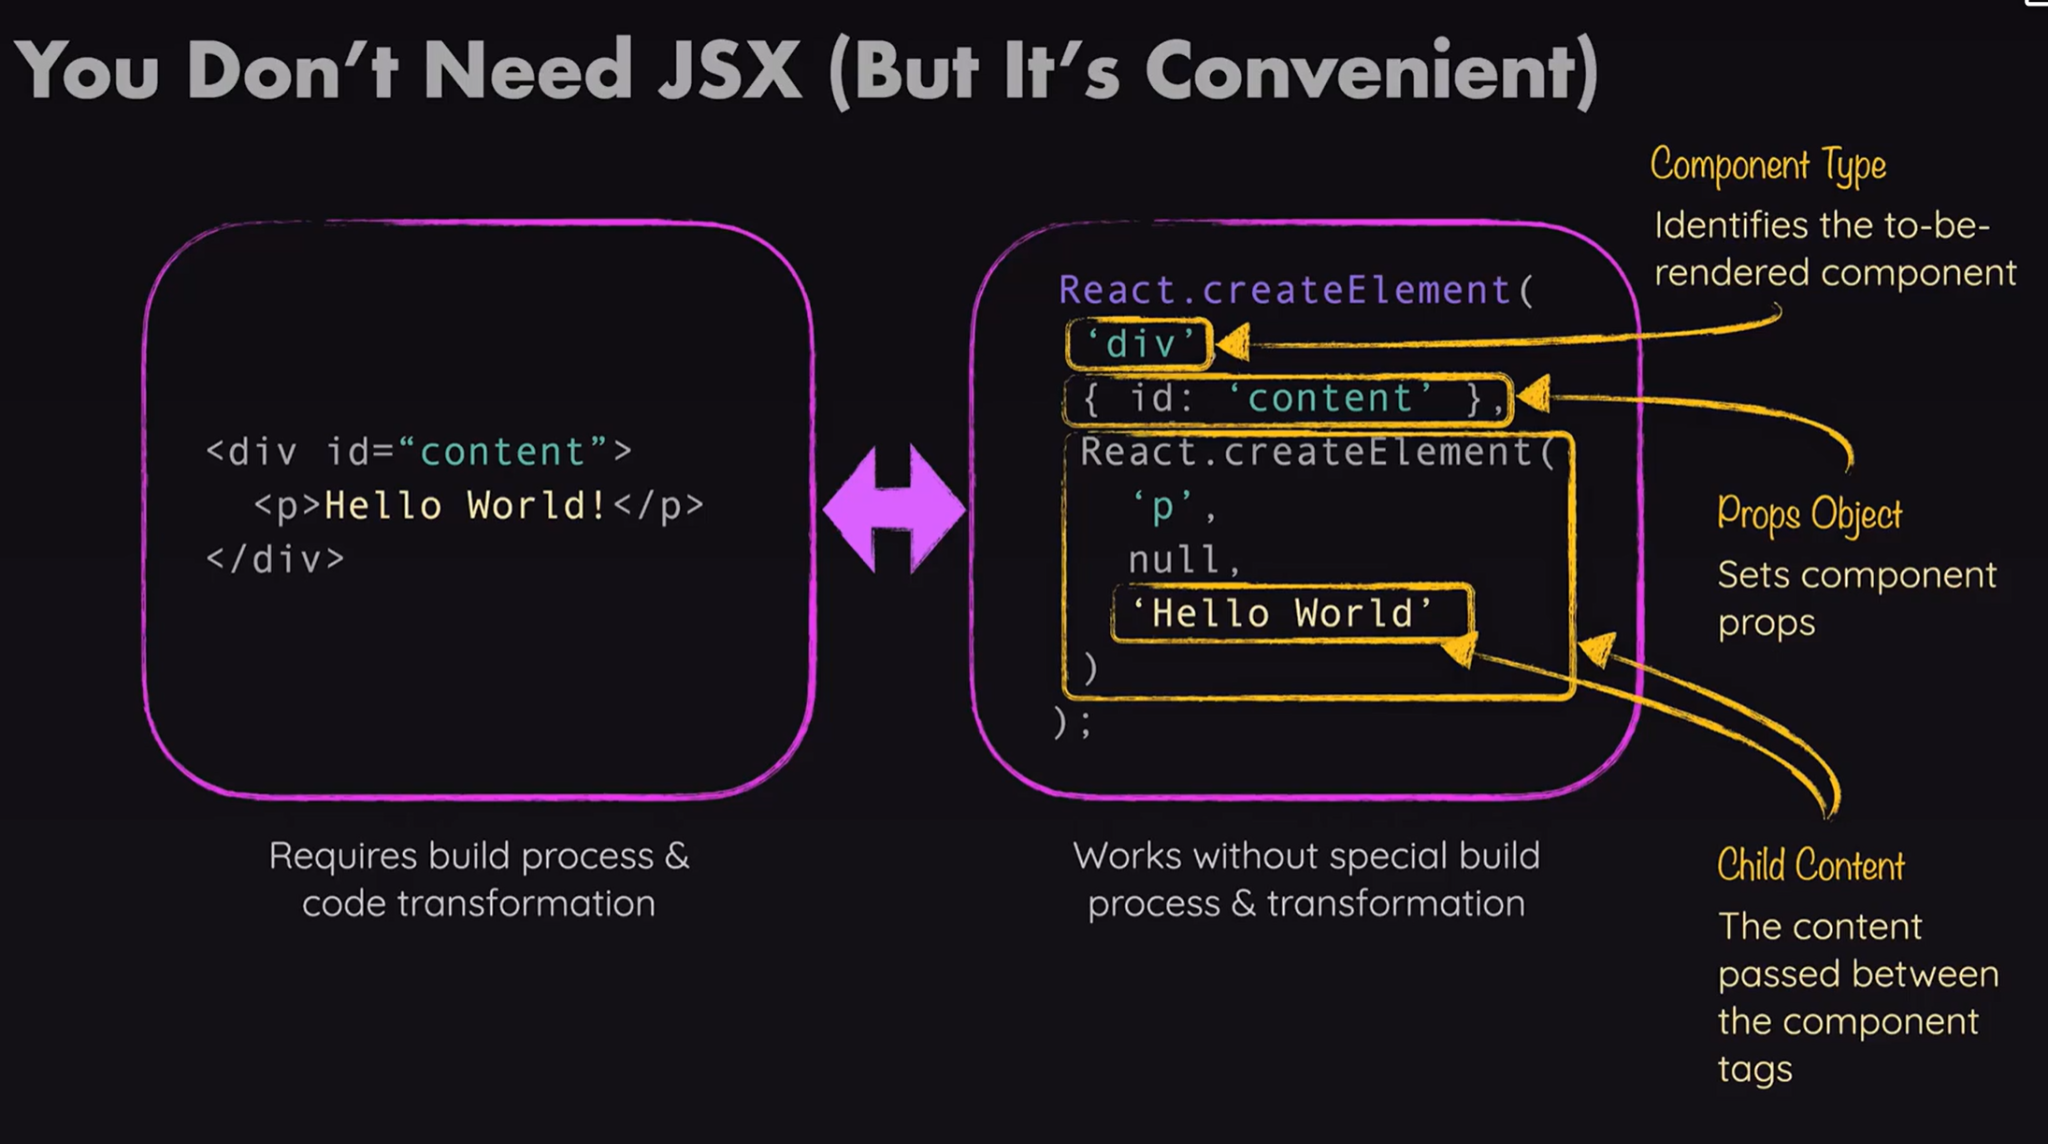 You Don’t Need JSX (But It’s Convenient)
<div id=“content”>
<p>Hello World!</p>
</div>
Requires build process &
code transformation
React.createElement(
‘div’
{ id: ‘content’ },
React.createElement(
‘p’,
null,
‘Hello World’
)
);
Works without special build
process & transformation
Component Type
Identifies the to-be-
rendered component
Props Object
Sets component
props
Child Content
The content
passed between
the component
tags